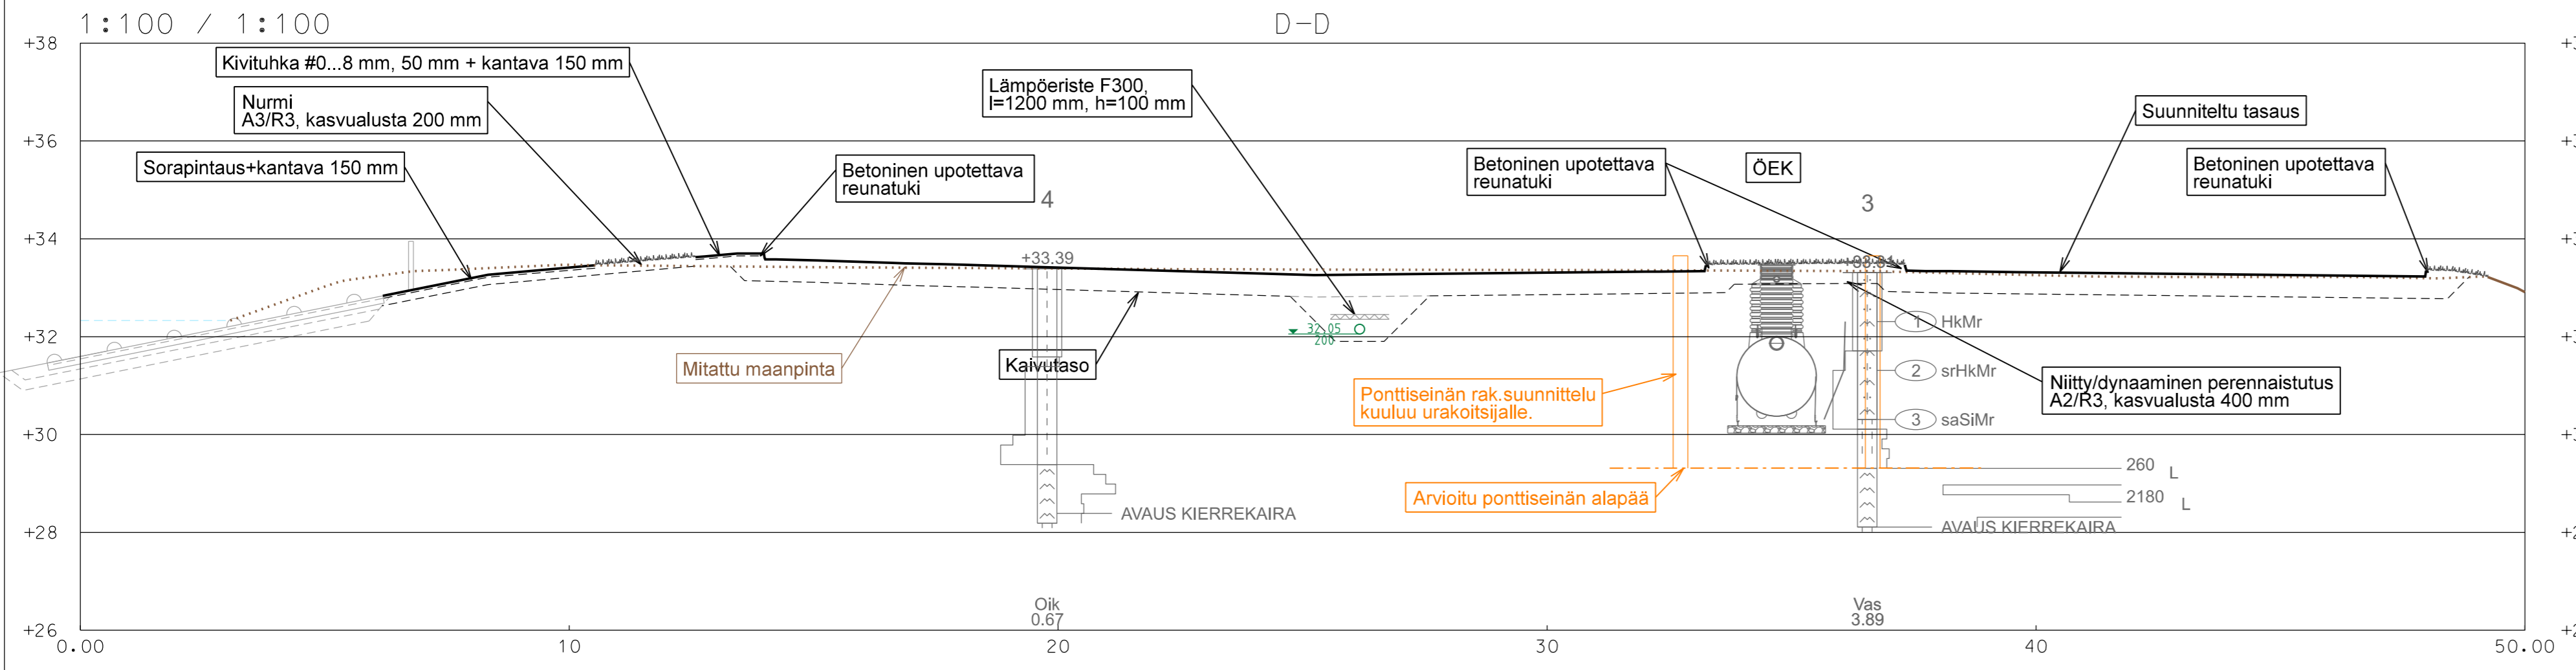 1:100 / 1:100
D-D
+38
Kivituhka #0...8 mm, 50 mm + kantava 150 mm
Nurmi
A3/R3, kasvualusta 200 mm
Lämpöeriste F300,
l=1200 mm, h=100 mm
Suunniteltu tasaus
+36
Sorapintaus+kantava 150 mm
Betoninen upotettava
reunatuki
4
Betoninen upotettava
reunatuki
ÖEK
3
Betoninen upotettava
reunatuki
+34
+33.39
+33.31
32.05
200
1 HkMr
+32
Mitattu maanpinta
Kaivutaso
2 srHkMr
Ponttiseinän rak.suunnittelu
kuuluu urakoitsijalle.
Niitty/dynaaminen perennaistutus
A2/R3, kasvualusta 400 mm
3 saSiMr
+30
260 L
Arvioitu ponttiseinän alapää
2180 L
AVAUS KIERREKAIRA
AVAUS KIERREKAIRA
+28
Oik
0.67
Vas
3.89
+26
0.00
10
20
30
40
50.00